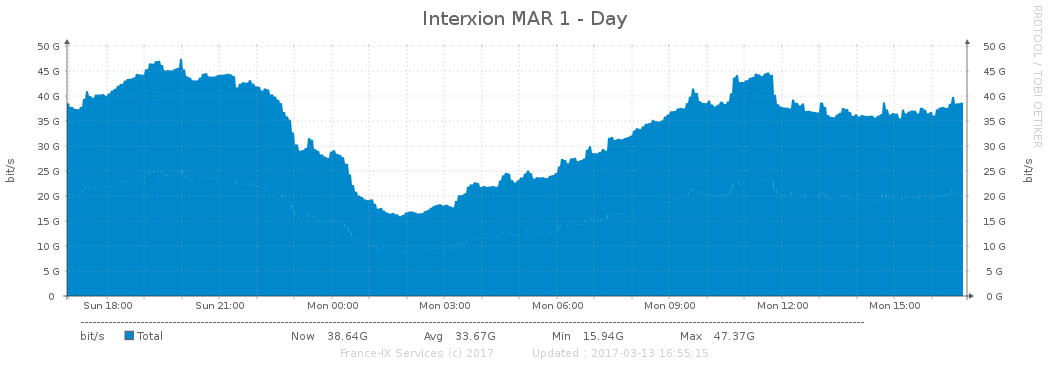 Interxion MAR 1 - Day
RRDTOOL / TOBI OETIKER
50 G 50 G
45 G 45 G
40 G 40 G
35 G 35 G
30 G 30 G
25 G 25 G
20 G 20 G
15 G 15 G
10 G 10 G
5 G 5 G
0 0 G
bit/s bit/s
Sun 18:00 Sun 21:00 Mon 00:00 Mon 03:00 Mon 06:00 Mon 09:00 Mon 12:00 Mon 15:00
bit/s Total Now 38.64G Avg 33.67G Min 15.94G Max 47.37G
France-IX Services (c) 2017 Updated : 2017-03-13 16:55:15